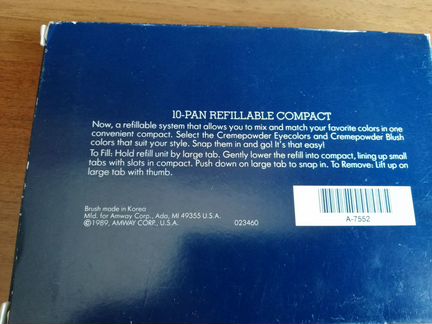 10-PAN REFILLABLE COMPACT
Now, a refillable system that allows you to mix and match your favorite colors in one
convenient compact. Select the Cremepowder Eyecolors and Cremepowder Blush
colors that suit your style. Snap them in and go! It's that easy!
To Fill: Hold refill unit by large tab. Gently lower the refill into compact, lining up small
tabs with slots in compact. Push down on large tab to snap in. To Remove: Lift up on
large tab with thumb.
Brush made in Korea
Mfd. for Amway Corp., Ada, MI 49355 U.S.A.
©1989, AMWAY CORP., U.S.A.
023460
A-7552